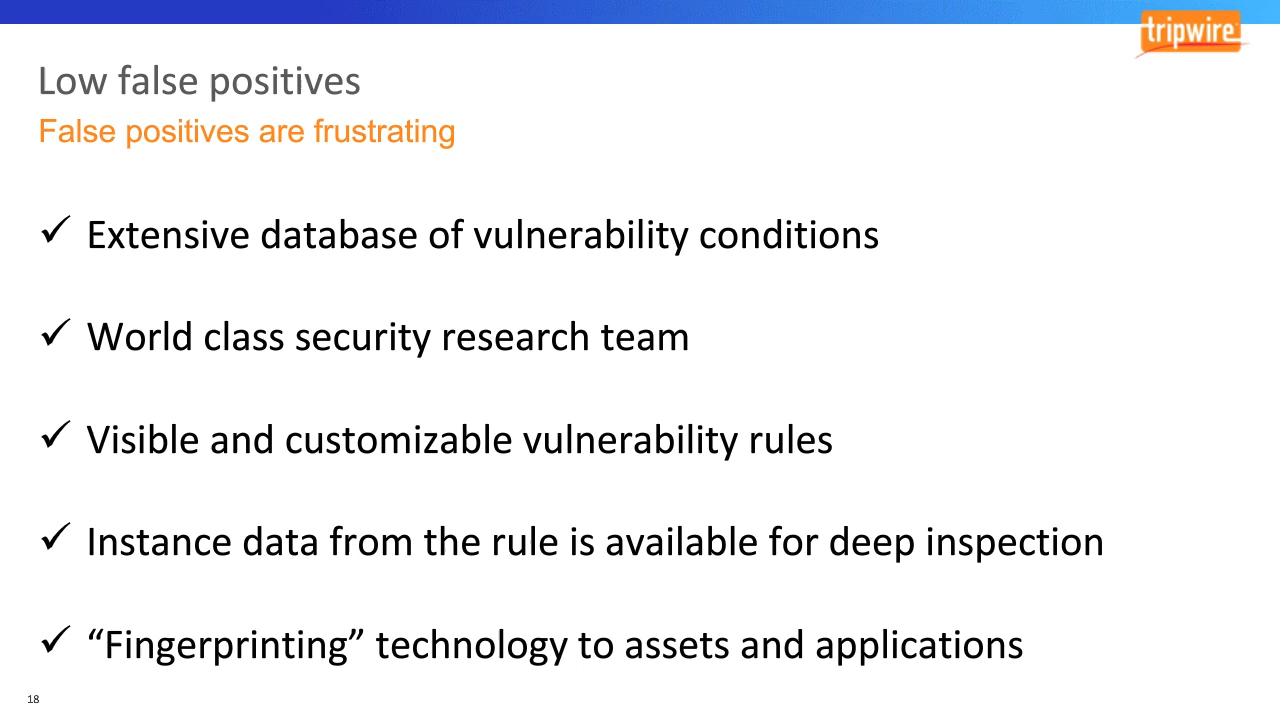 tripwire
Low false positives
False positives are frustrating
✓ Extensive database of vulnerability conditions
✓ World class security research team
✓ Visible and customizable vulnerability rules
✓ Instance data from the rule is available for deep inspection
✓ “Fingerprinting” technology to assets and applications
18